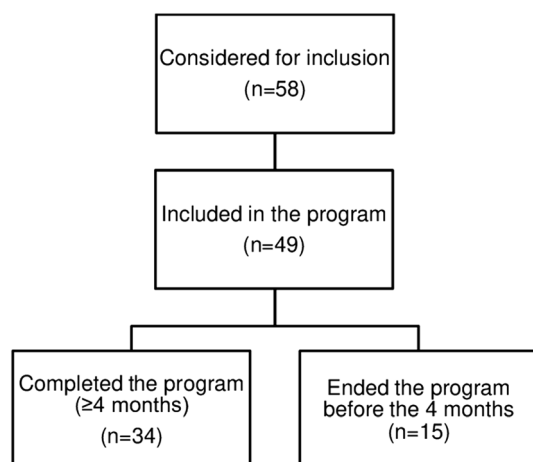 Considered for inclusion
(n=58)
Included in the program
(n=49)
Completed the program
(≥4 months)
(n=34)
Ended the program
before the 4 months
(n=15)